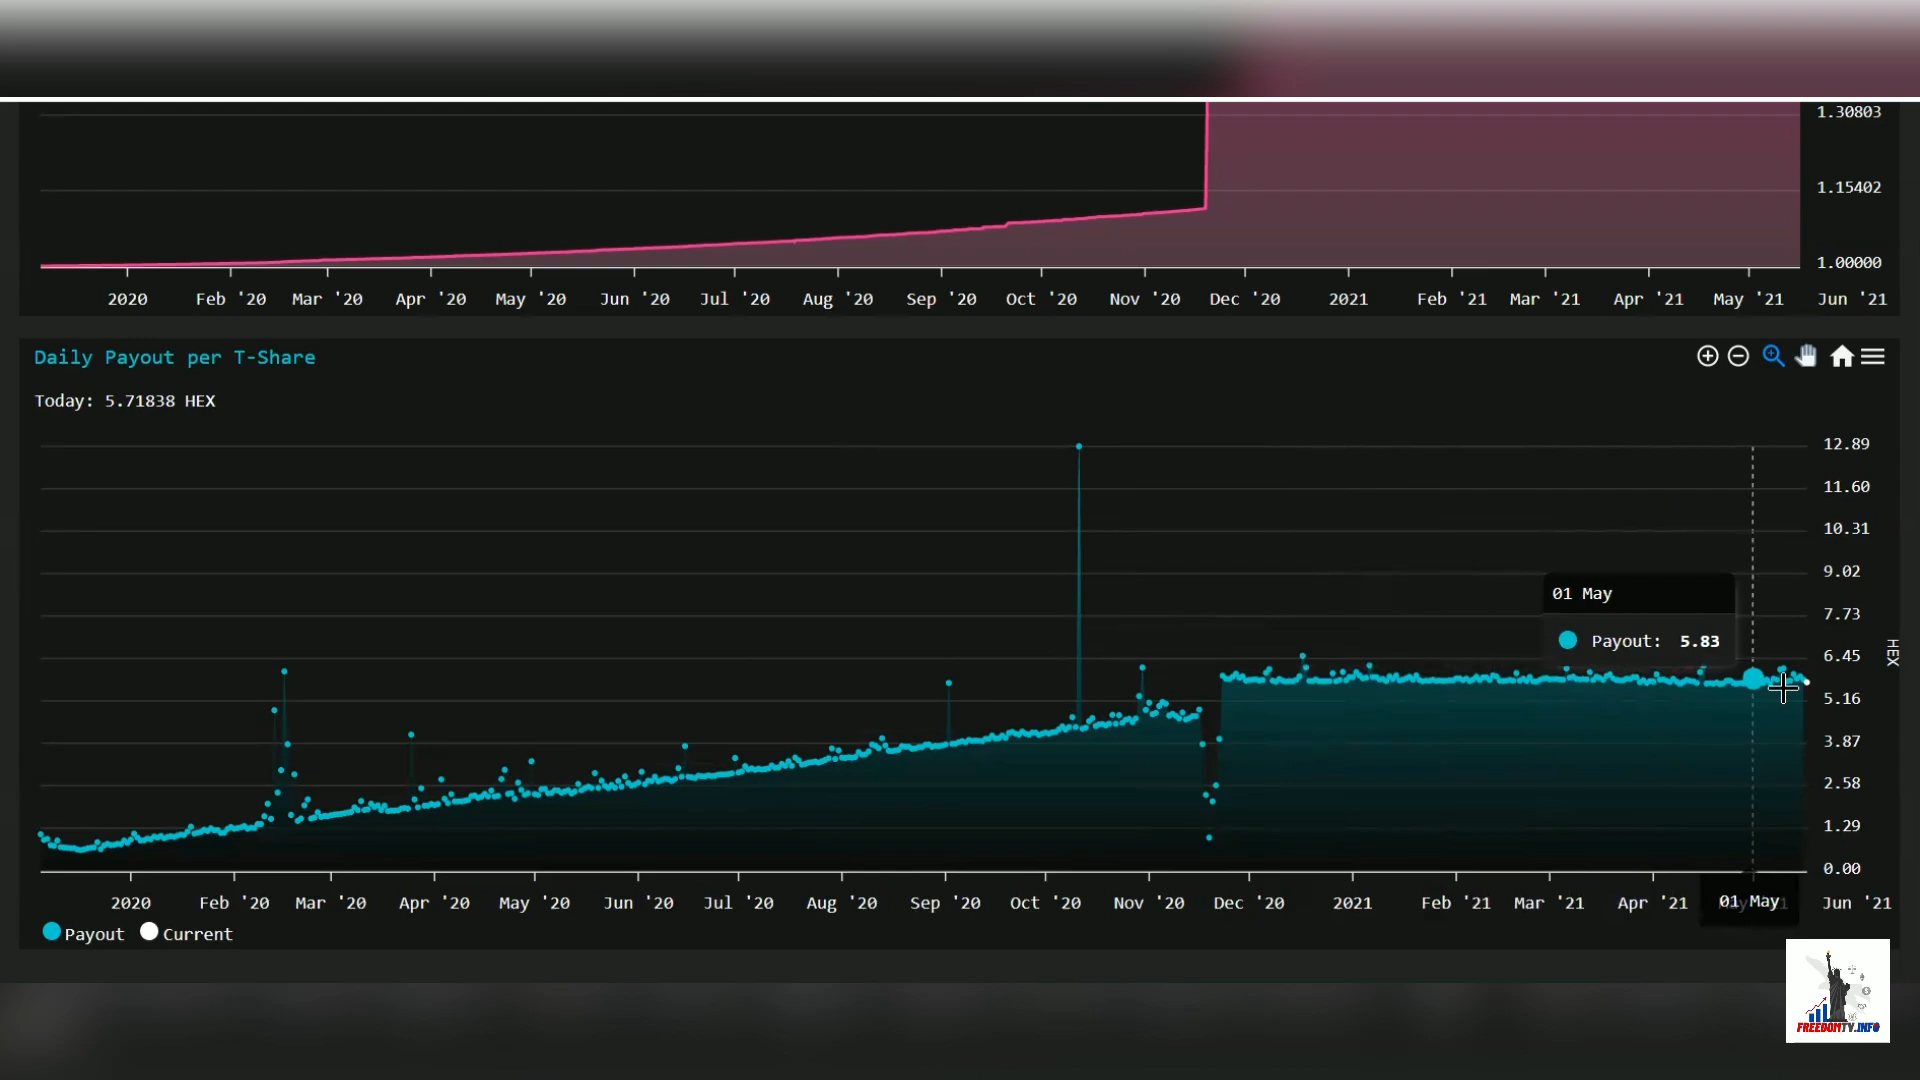 1.30803
1.15402
1.00000
2020 Feb '20 Mar '20 Apr '20 May '20 Jun '20 Jul '20 Aug '20 Sep '20 Oct '20 Nov '20 Dec '20 2021 Feb '21 Mar '21 Apr '21 May '21 Jun '21
Daily Payout per T-Share
Today: 5.71838 HEX
12.89
11.60
10.31
9.02
01 May
7.73
Payout: 5.83
6.45
HEX
5.16
3.87
2.58
1.29
0.00
2020 Feb '20 Mar '20 Apr '20 May '20 Jun '20 Jul '20 Aug '20 Sep '20 Oct '20 Nov '20 Dec '20 2021 Feb '21 Mar '21 Apr '21 01 May Jun '21
Payout Current
FREEDOMTV.INFO